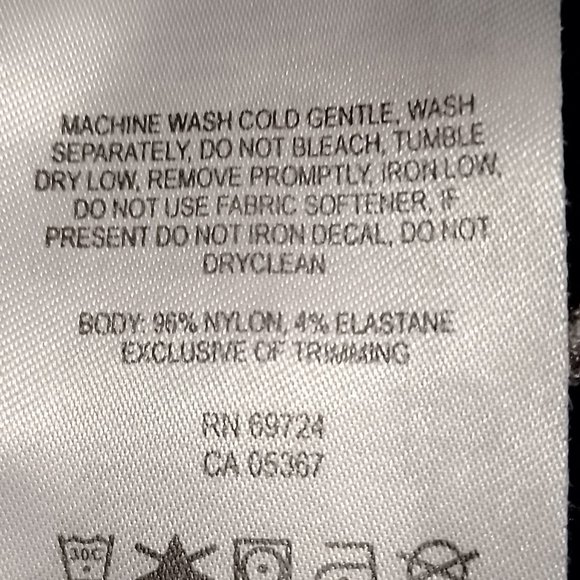 MACHINE WASH COLD GENTLE, WASH
SEPARATELY, DO NOT BLEACH, TUMBLE
DRY LOW, REMOVE PROMPTLY, IRON LOW,
DO NOT USE FABRIC SOFTENER, IF
PRESENT DO NOT IRON DECAL, DO NOT
DRYCLEAN
BODY: 96% NYLON, 4% ELASTANE
EXCLUSIVE OF TRIMMING
RN 69724
CA 05367
30C